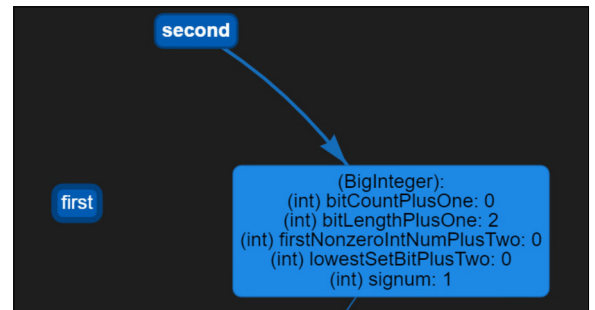 second
first
(BigInteger):
(int) bitCountPlusOne: 0
(int) bitLengthPlusOne: 2
(int) firstNonzeroIntNumPlusTwo: 0
(int) lowestSetBitPlusTwo: 0
(int) signum: 1